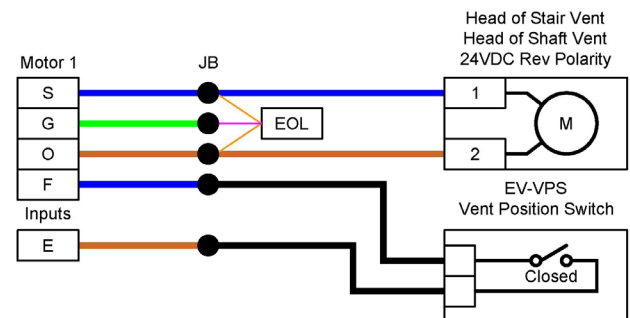 Head of Stair Vent
Head of Shaft Vent
24VDC Rev Polarity
Motor 1
JB
S
G
O
F
EOL
1
2
M
Inputs
E
EV-VPS
Vent Position Switch
Closed